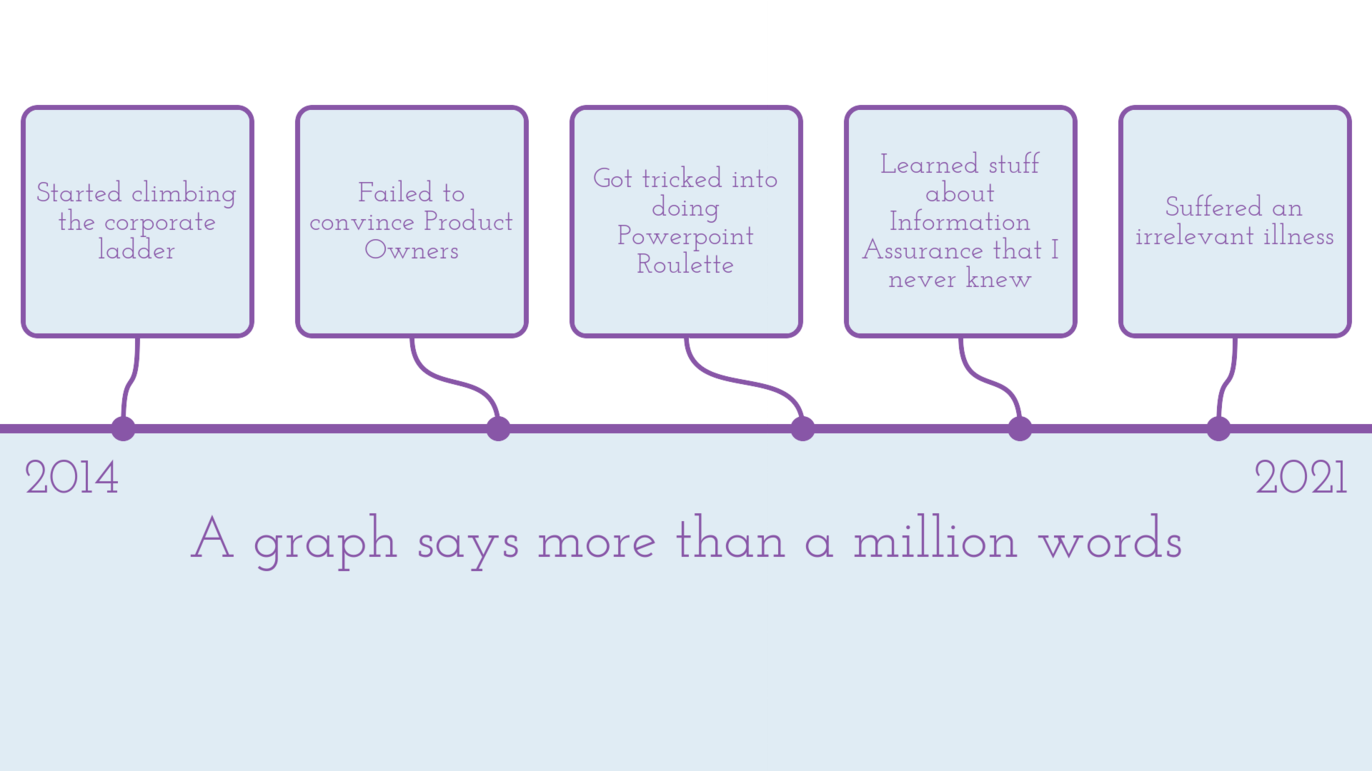 Started climbing
the corporate
ladder
Failed to
convince Product
Owners
Got tricked into
doing
Powerpoint
Roulette
Learned stuff
about
Information
Assurance that I
never knew
Suffered an
irrelevant illness
2014
2021
A graph says more than a million words